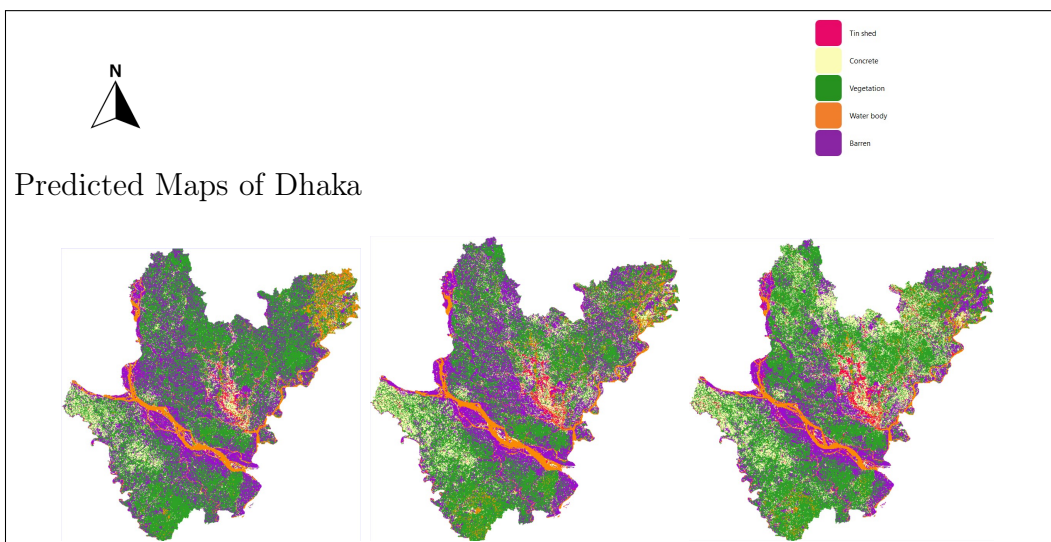 Tin shed
Concrete
Vegetation
Water body
Barren
N
Predicted Maps of Dhaka